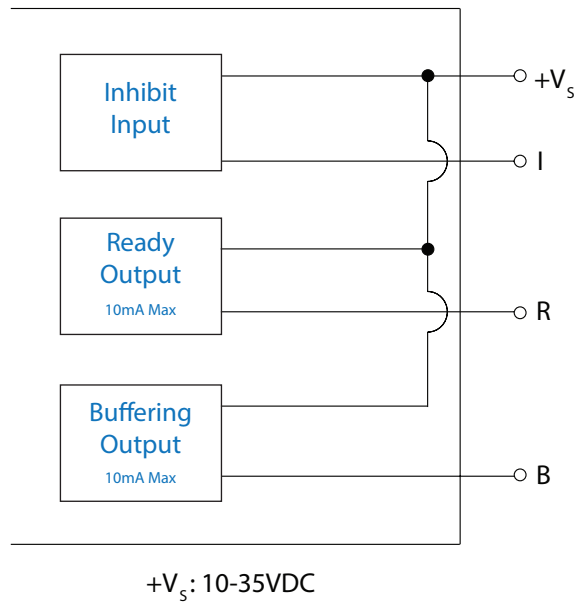 Inhibit
Input
+Vs
I
Ready
Output
10mA Max
R
Buffering
Output
10mA Max
B
+Vs: 10-35VDC